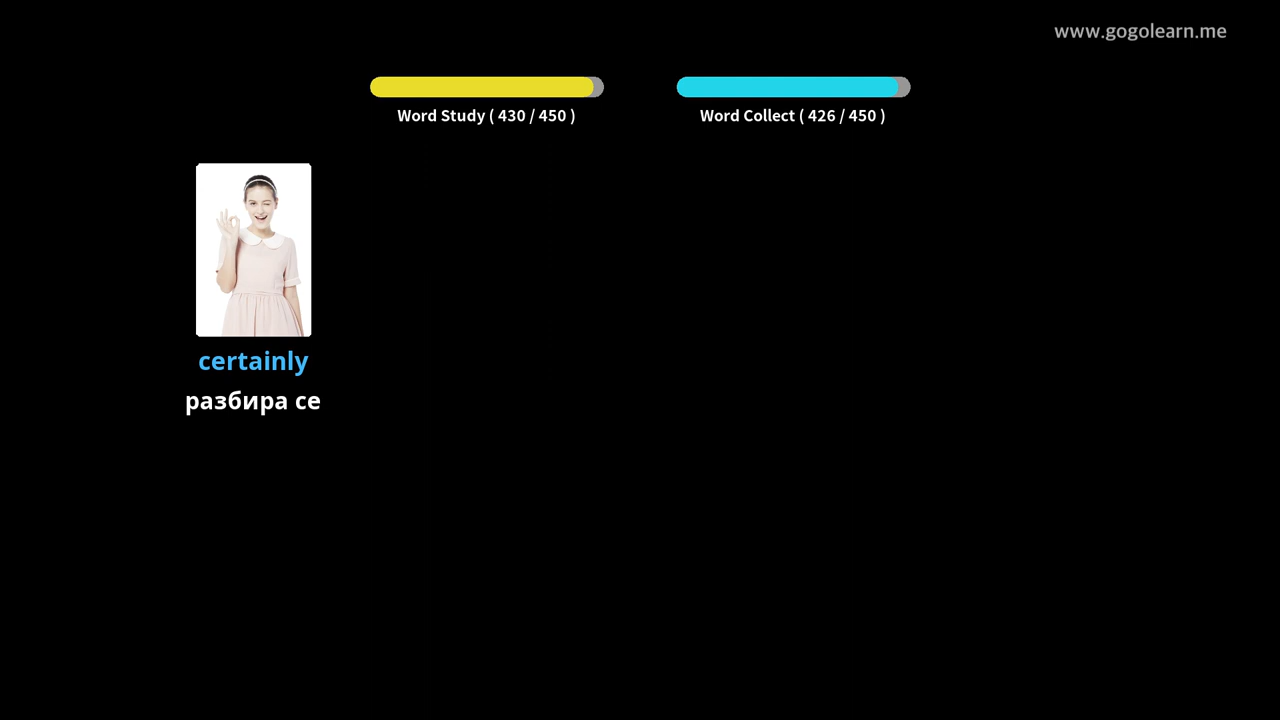 www.gogolearn.me
Word Study ( 430 / 450 )
Word Collect ( 426 / 450 )
certainly
разбира се